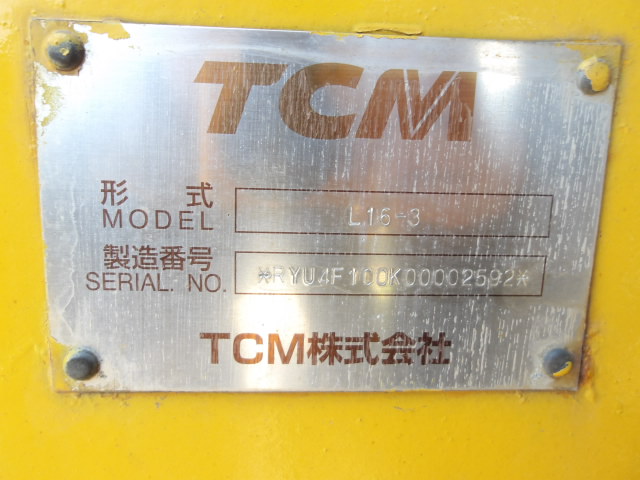 TCM
形式 L16-3
MODEL
製造番号 *RYU4F100K00002592*
SERIAL. NO.
TCM株式会社